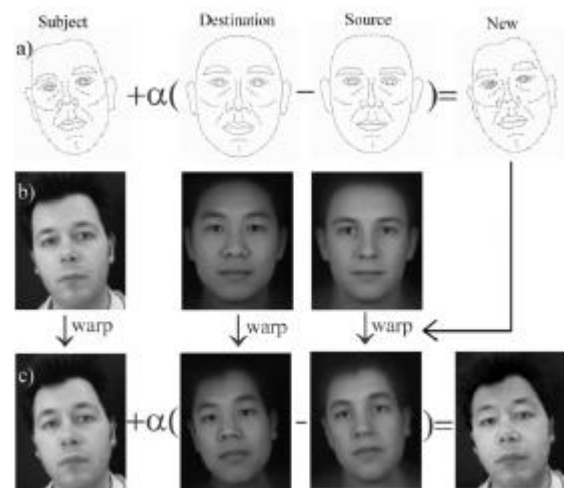 Subject Destination Source New
a) +α( − )=
b)
warp warp warp
c) +α( - )=